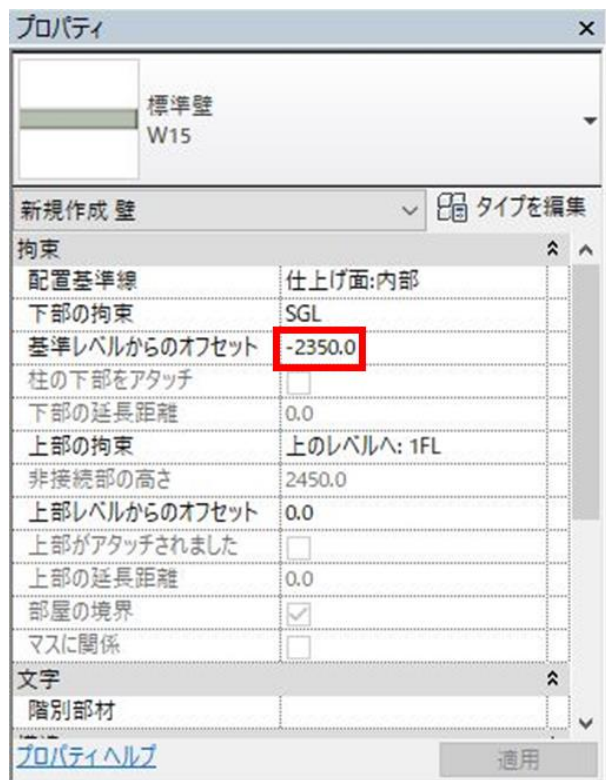 プロパティ
標準壁
W15
新規作成 壁 タイプを編集
拘束
配置基準線 仕上げ面:内部
下部の拘束 SGL
基準レベルからのオフセット -2350.0
柱の下部をアタッチ
下部の延長距離 0.0
上部の拘束 上のレベルへ: 1FL
非接続部の高さ 2450.0
上部レベルからのオフセット 0.0
上部がアタッチされました
上部の延長距離 0.0
部屋の境界
マスに関係
文字
階別部材
プロパティ ヘルプ 適用